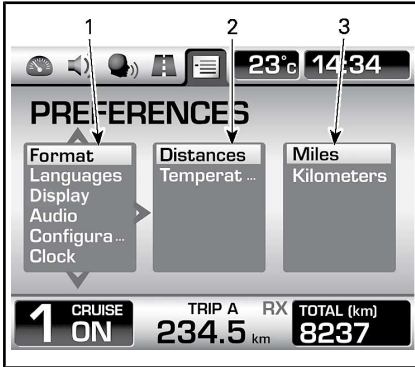 1 2 3
23°c 14:34
PREFERENCES
Format Distances Miles
Languages Temperat ... Kilometers
Display
Audio
Configura ...
Clock
1 CRUISE ON TRIP A 234.5 km RX TOTAL (km) 8237